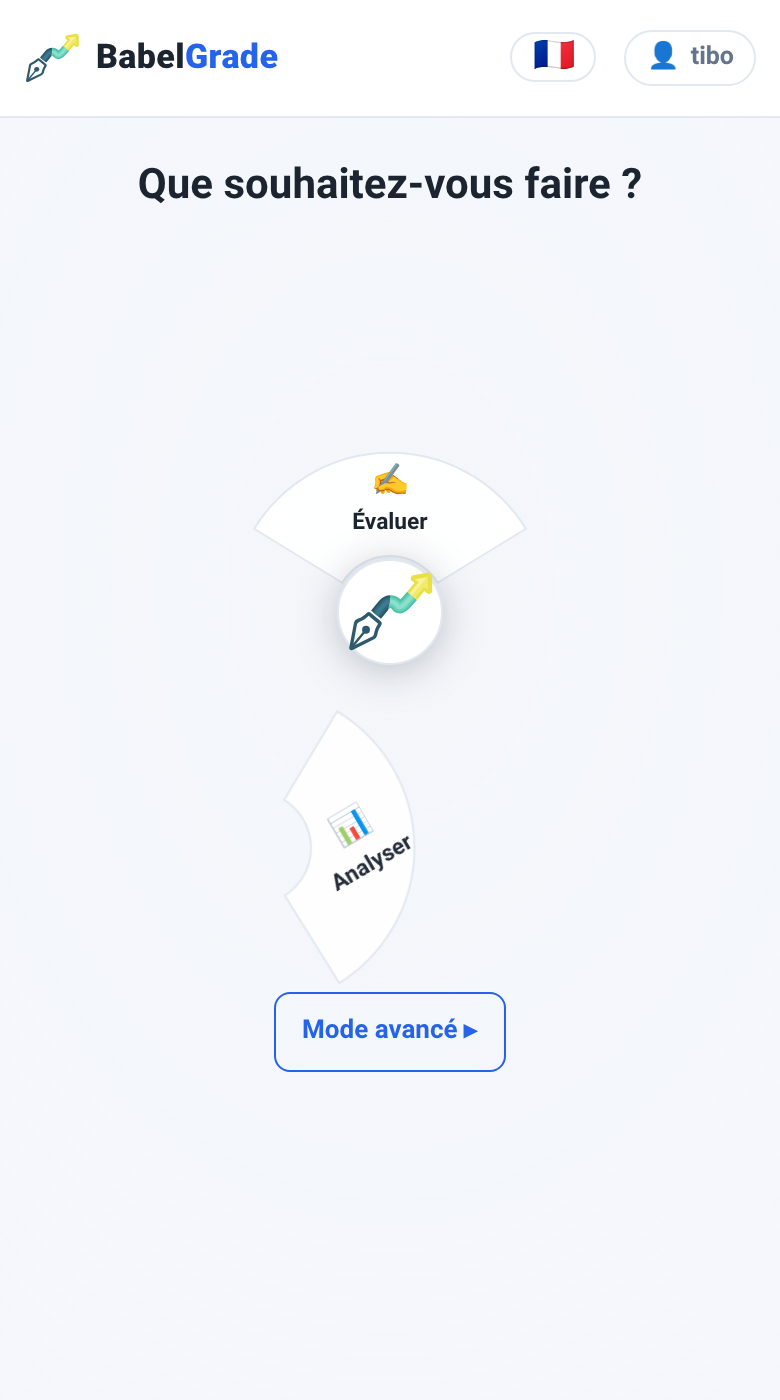 BabelGrade
tibo
Que souhaitez-vous faire ?
Évaluer
Analyser
Mode avancé ▸